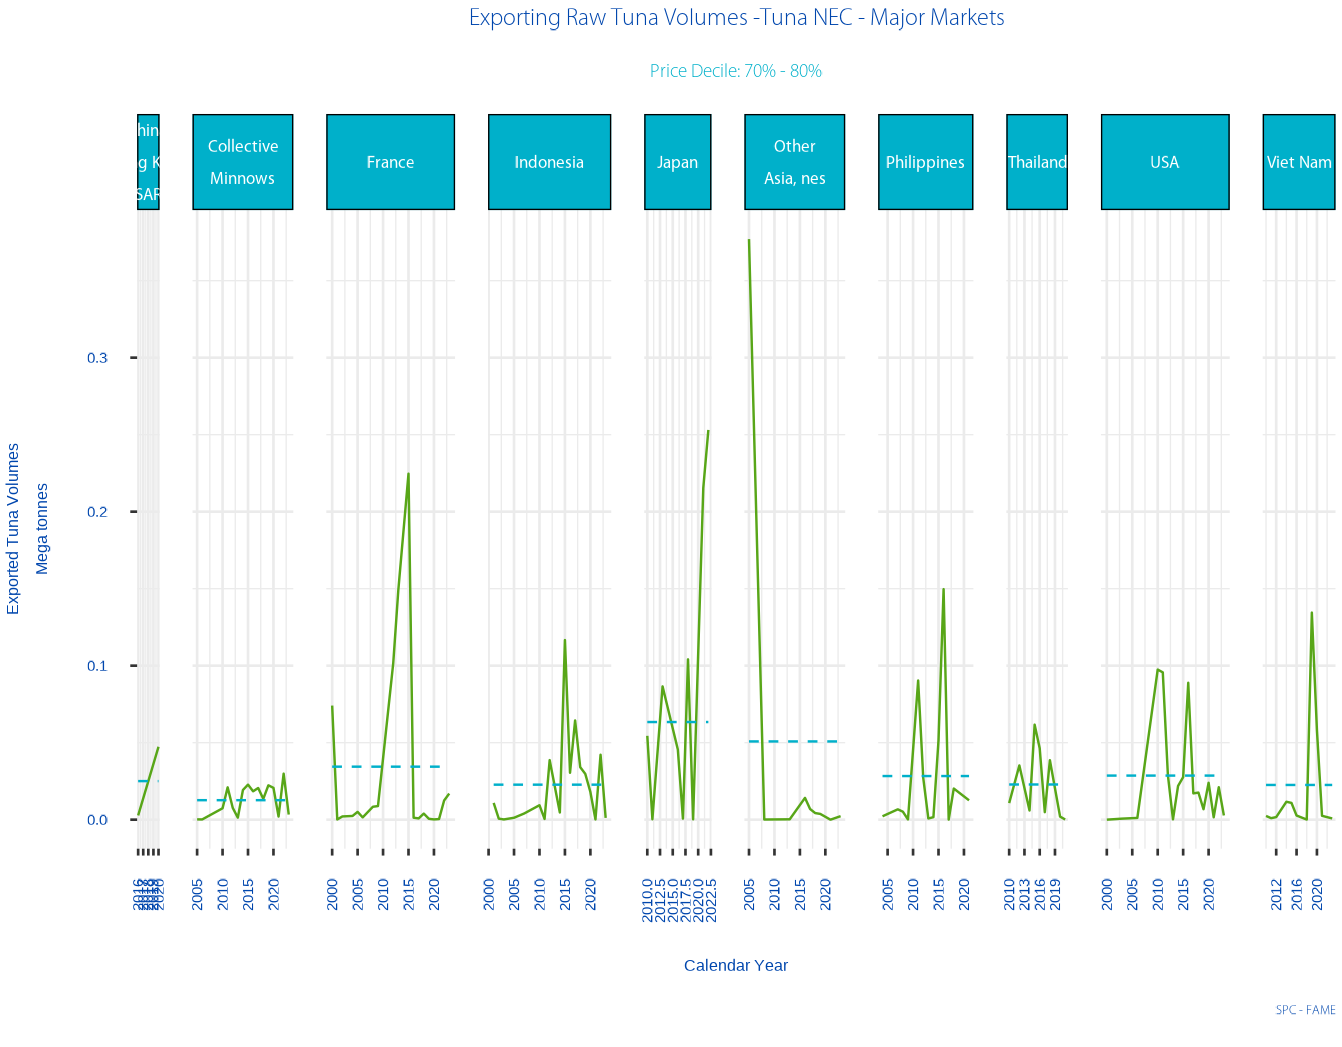 Exporting Raw Tuna Volumes -Tuna NEC - Major Markets
Price Decile: 70% - 80%
SAR
Collective
Minnows
France
Indonesia
Japan
Other
Asia, nes
Philippines
Thailand
USA
Viet Nam
Exported Tuna Volumes
Mega tonnes
0.3
0.2
0.1
0.0
2016 2020
2005 2010 2015 2020
2000 2005 2010 2015 2020
2000 2005 2010 2015 2020
2010.0 2012.5 2015.0 2017.5 2020.0 2022.5
2005 2010 2015 2020
2005 2010 2015 2020
2010 2013 2016 2019
2000 2005 2010 2015 2020
2012 2016 2020
Calendar Year
SPC - FAME